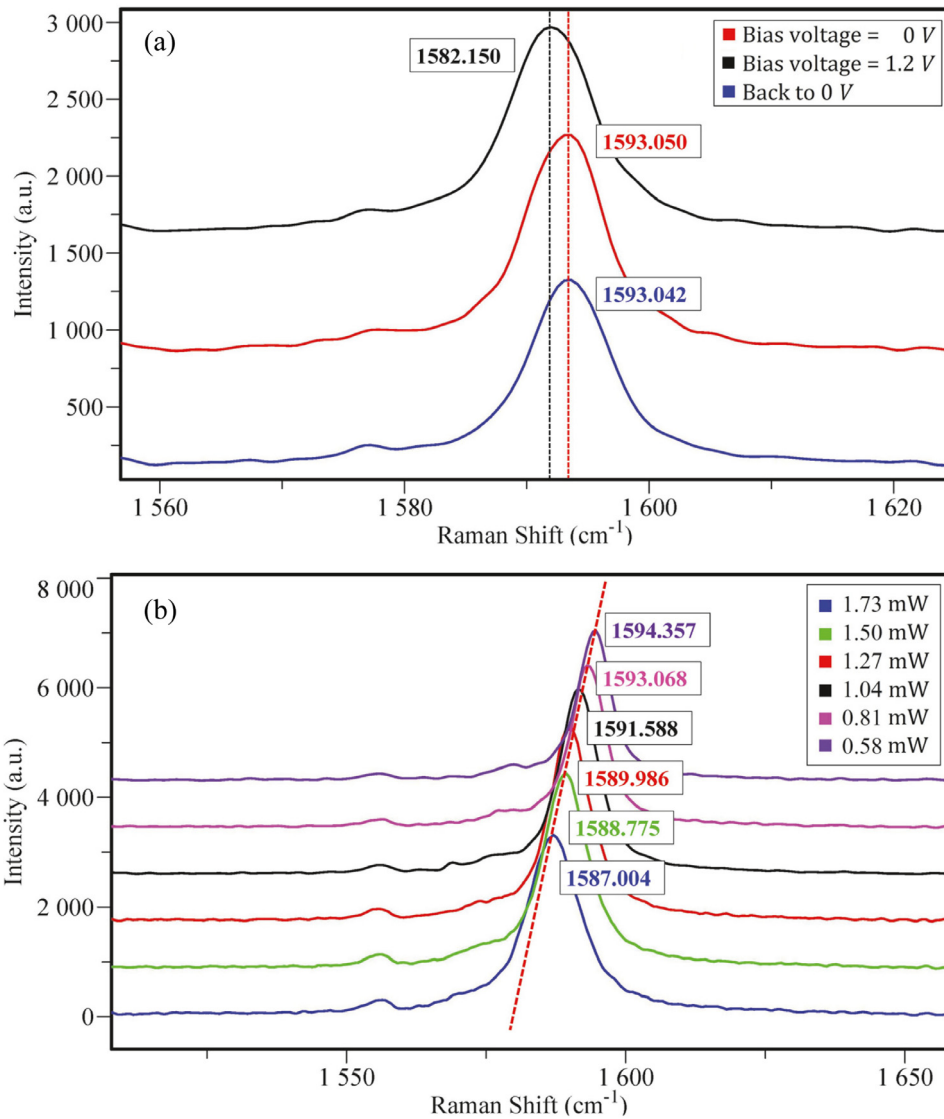 (a)
3 000
2 500
2 000
1 500
1 000
500
Intensity (a.u.)
1582.150
1593.050
1593.042
Bias voltage = 0 V
Bias voltage = 1.2 V
Back to 0 V
1 560
1 580
1 600
1 620
Raman Shift (cm⁻¹)
(b)
8 000
6 000
4 000
2 000
0
Intensity (a.u.)
1594.357
1593.068
1591.588
1589.986
1588.775
1587.004
1.73 mW
1.50 mW
1.27 mW
1.04 mW
0.81 mW
0.58 mW
1 550
1 600
1 650
Raman Shift (cm⁻¹)